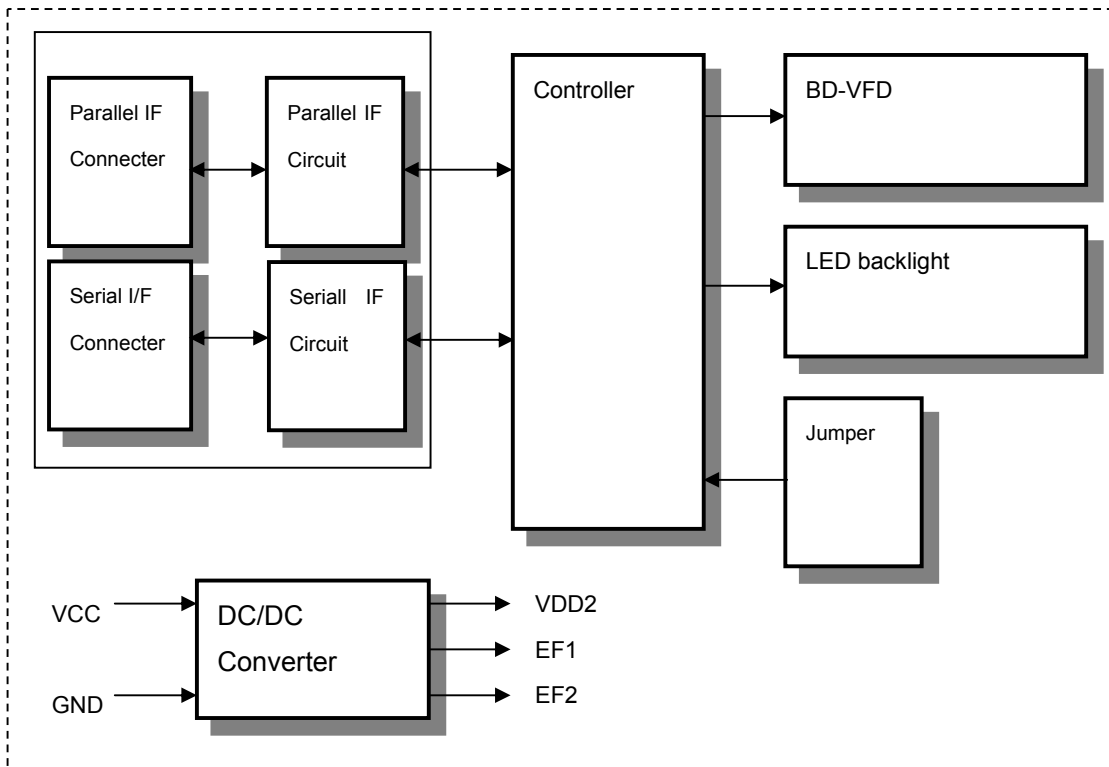 Parallel IF
Connecter
Parallel IF
Circuit
Serial I/F
Connecter
Seriall IF
Circuit
Controller
BD-VFD
LED backlight
Jumper
VCC
GND
DC/DC
Converter
VDD2
EF1
EF2